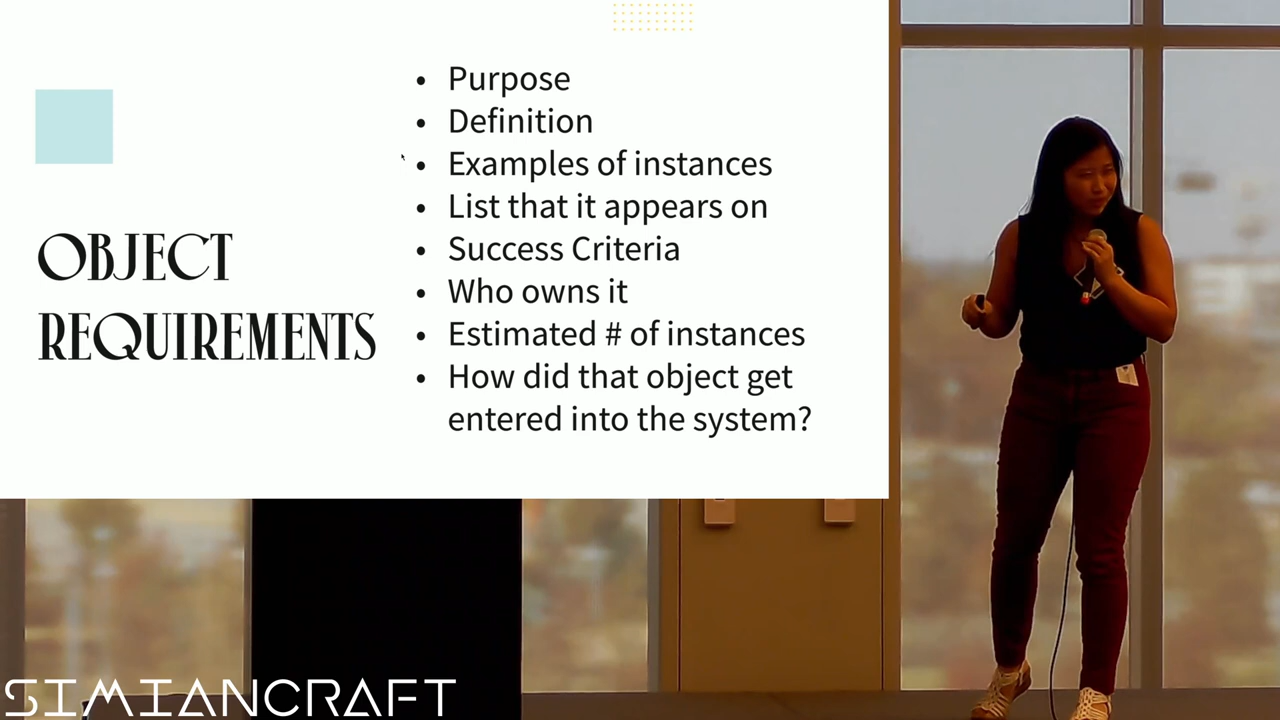 OBJECT
REQUIREMENTS
• Purpose
• Definition
• Examples of instances
• List that it appears on
• Success Criteria
• Who owns it
• Estimated # of instances
• How did that object get
entered into the system?
SIMIANCRAFT